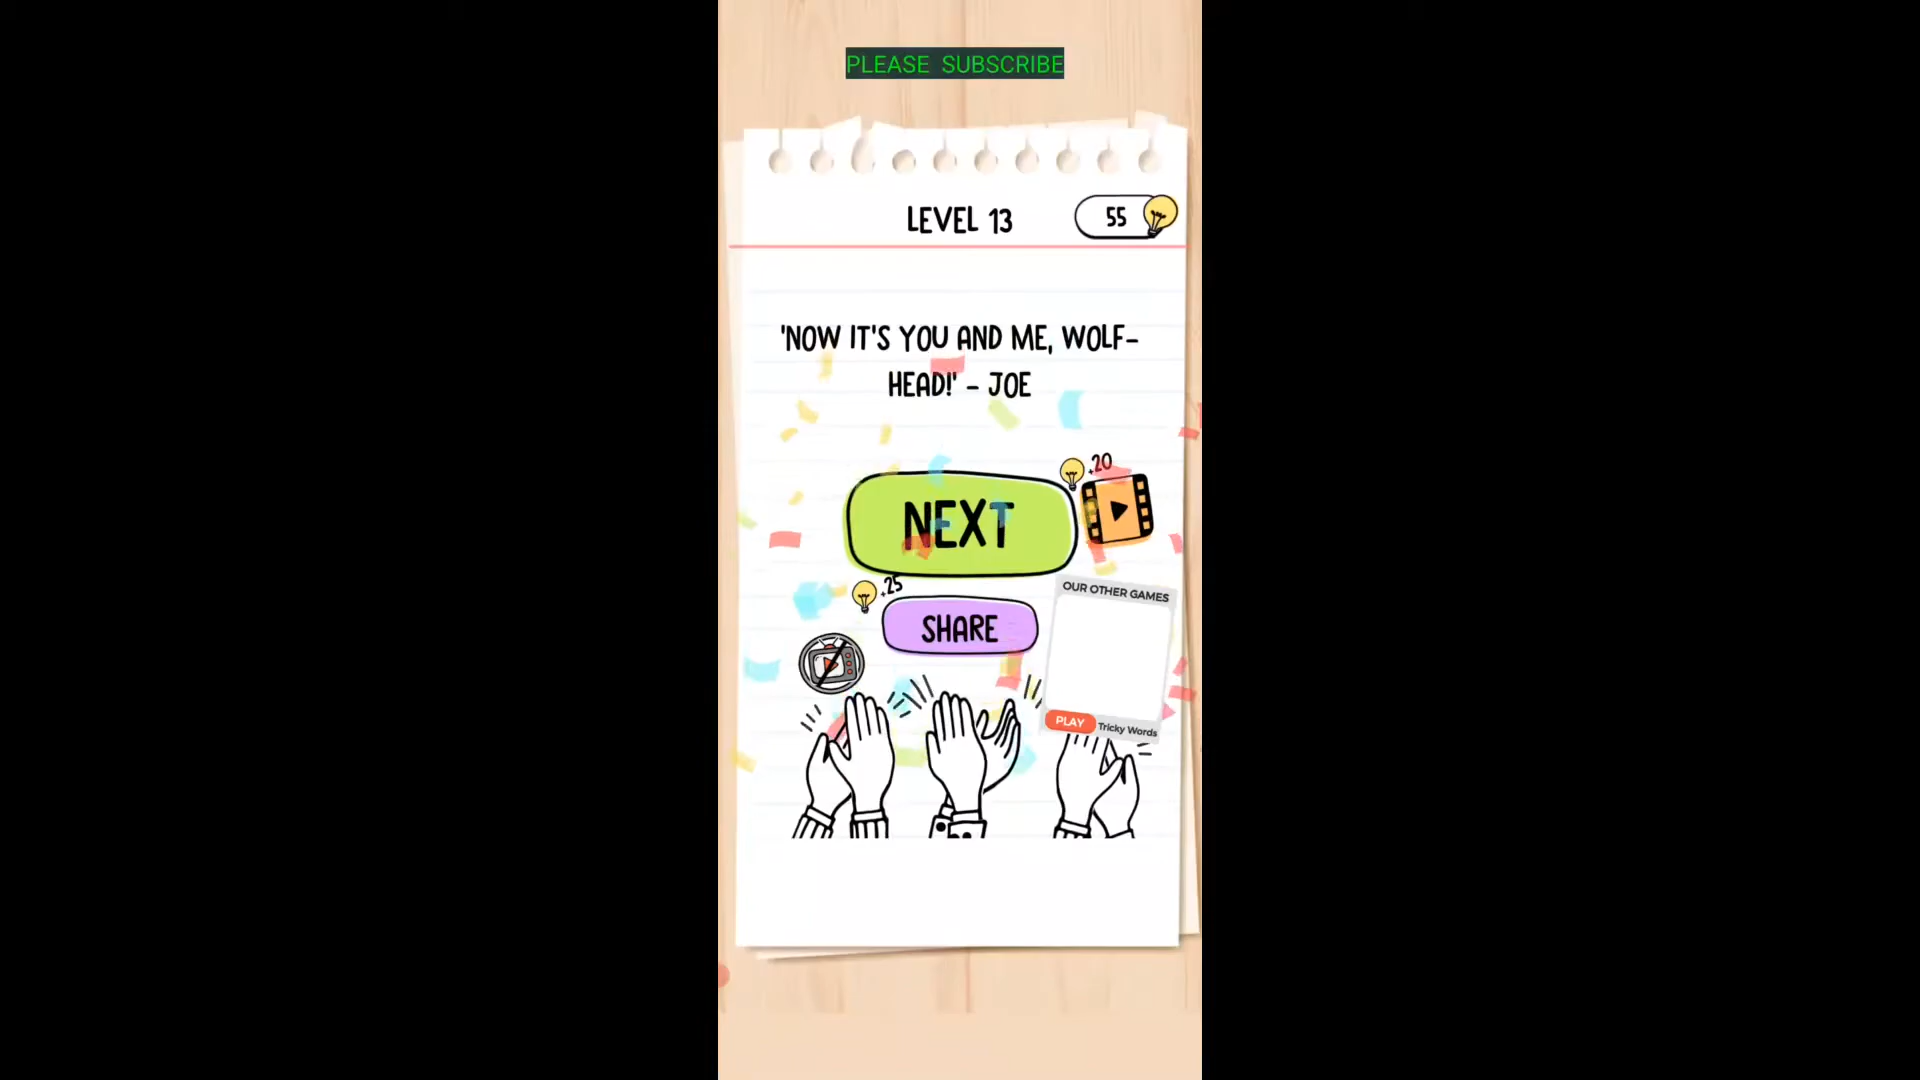 PLEASE SUBSCRIBE
LEVEL 13
55
'NOW IT'S YOU AND ME, WOLF-
HEAD!' - JOE
+20
NEXT
+25
SHARE
OUR OTHER GAMES
PLAY Tricky Words